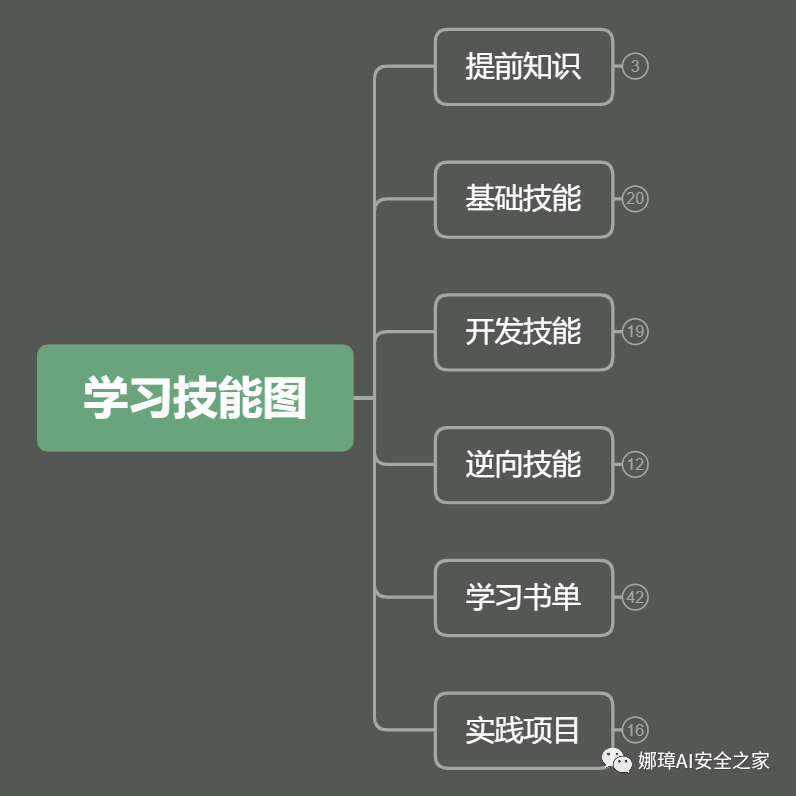 提前知识 3
基础技能 20
开发技能 19
学习技能图
逆向技能 12
学习书单 42
实践项目 16
娜璋AI安全之家